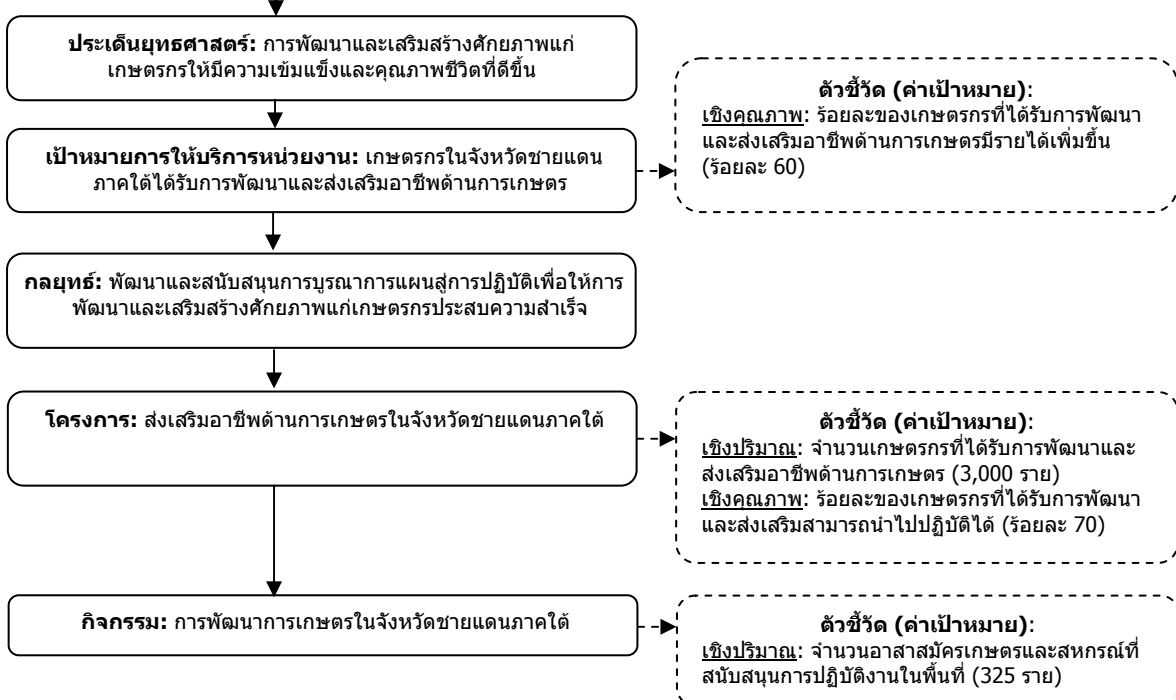 ประเด็นยุทธศาสตร์: การพัฒนาและเสริมสร้างศักยภาพแก่
เกษตรกรให้มีความเข้มแข็งและคุณภาพชีวิตที่ดีขึ้น
เป้าหมายการให้บริการหน่วยงาน: เกษตรกรในจังหวัดชายแดน
ภาคใต้ได้รับการพัฒนาและส่งเสริมอาชีพด้านการเกษตร
ตัวชี้วัด (ค่าเป้าหมาย):
เชิงคุณภาพ: ร้อยละของเกษตรกรที่ได้รับการพัฒนา
และส่งเสริมอาชีพด้านการเกษตรมีรายได้เพิ่มขึ้น
(ร้อยละ 60)
กลยุทธ์: พัฒนาและสนับสนุนการบูรณาการแผนสู่การปฏิบัติเพื่อให้การ
พัฒนาและเสริมสร้างศักยภาพแก่เกษตรกรประสบความสำเร็จ
โครงการ: ส่งเสริมอาชีพด้านการเกษตรในจังหวัดชายแดนภาคใต้
ตัวชี้วัด (ค่าเป้าหมาย):
เชิงปริมาณ: จำนวนเกษตรกรที่ได้รับการพัฒนาและ
ส่งเสริมอาชีพด้านการเกษตร (3,000 ราย)
เชิงคุณภาพ: ร้อยละของเกษตรกรที่ได้รับการพัฒนา
และส่งเสริมสามารถนำไปปฏิบัติได้ (ร้อยละ 70)
กิจกรรม: การพัฒนาการเกษตรในจังหวัดชายแดนภาคใต้
ตัวชี้วัด (ค่าเป้าหมาย):
เชิงปริมาณ: จำนวนอาสาสมัครเกษตรและสหกรณ์ที่
สนับสนุนการปฏิบัติงานในพื้นที่ (325 ราย)